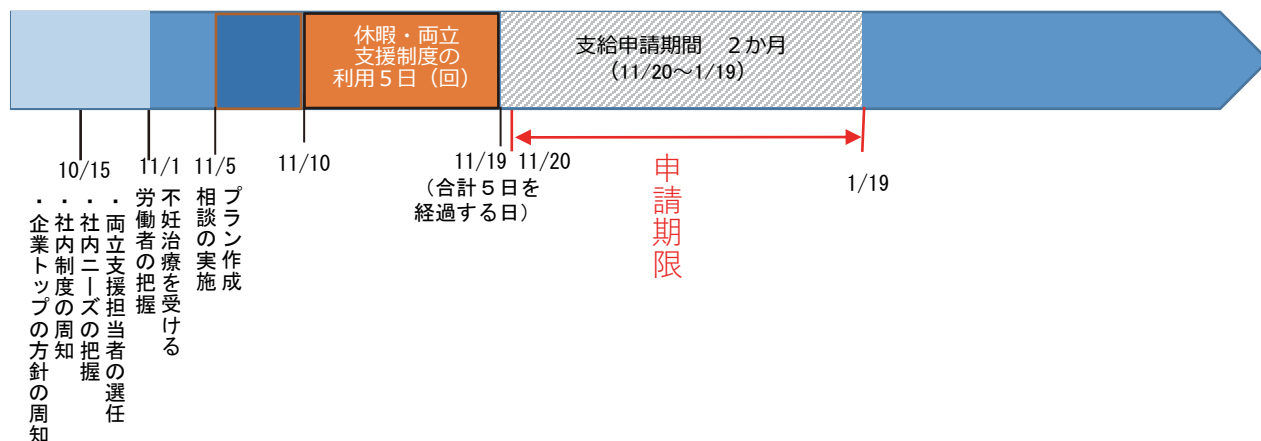 休暇・両立
支援制度の
利用５日（回）
支給申請期間　２か月
(11/20～1/19)
10/15
11/1
11/5
11/10
11/19
11/20
1/19
（合計５日を
経過する日）
申請期限
プラン作成
相談の実施
不妊治療を受ける
労働者の把握
・両立支援担当者の選任
・社内ニーズの把握
・社内制度の周知
・企業トップの方針の周知